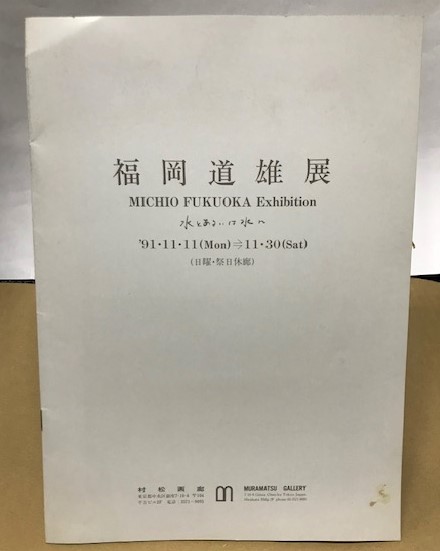 福岡道雄展
MICHIO FUKUOKA Exhibition
水とあるいは水へ
'91・11・11(Mon)⇒11・30(Sat)
(日曜・祭日休廊)
村松画廊
MURAMATSU GALLERY